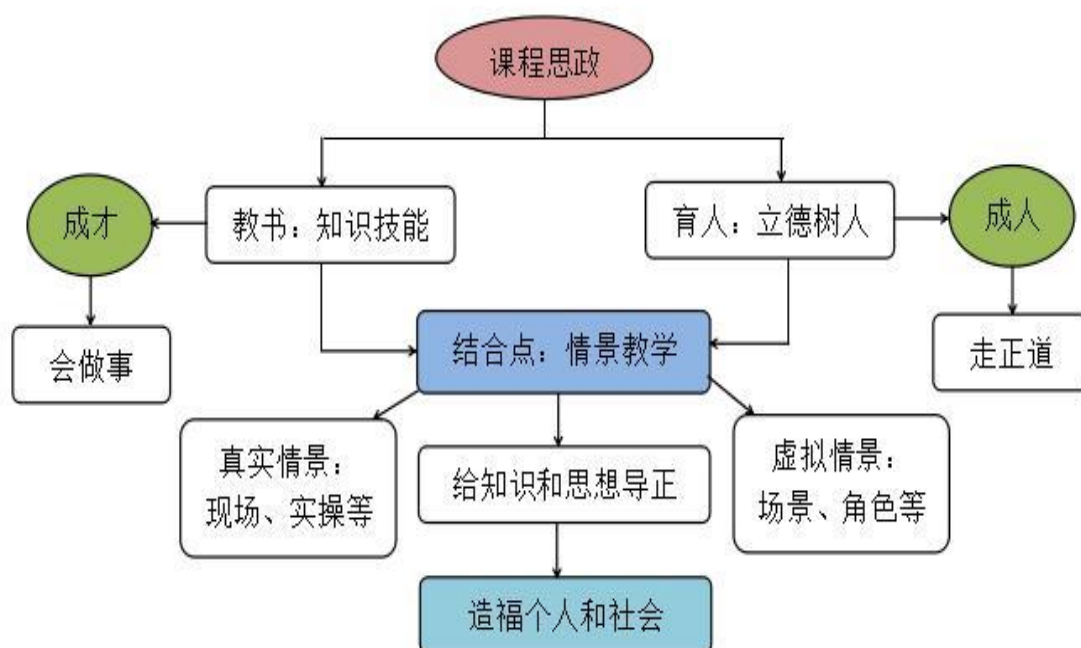 课程思政
教书：知识技能
育人：立德树人
成才
成人
会做事
结合点：情景教学
走正道
真实情景：
现场、实操等
给知识和思想导正
虚拟情景：
场景、角色等
造福个人和社会